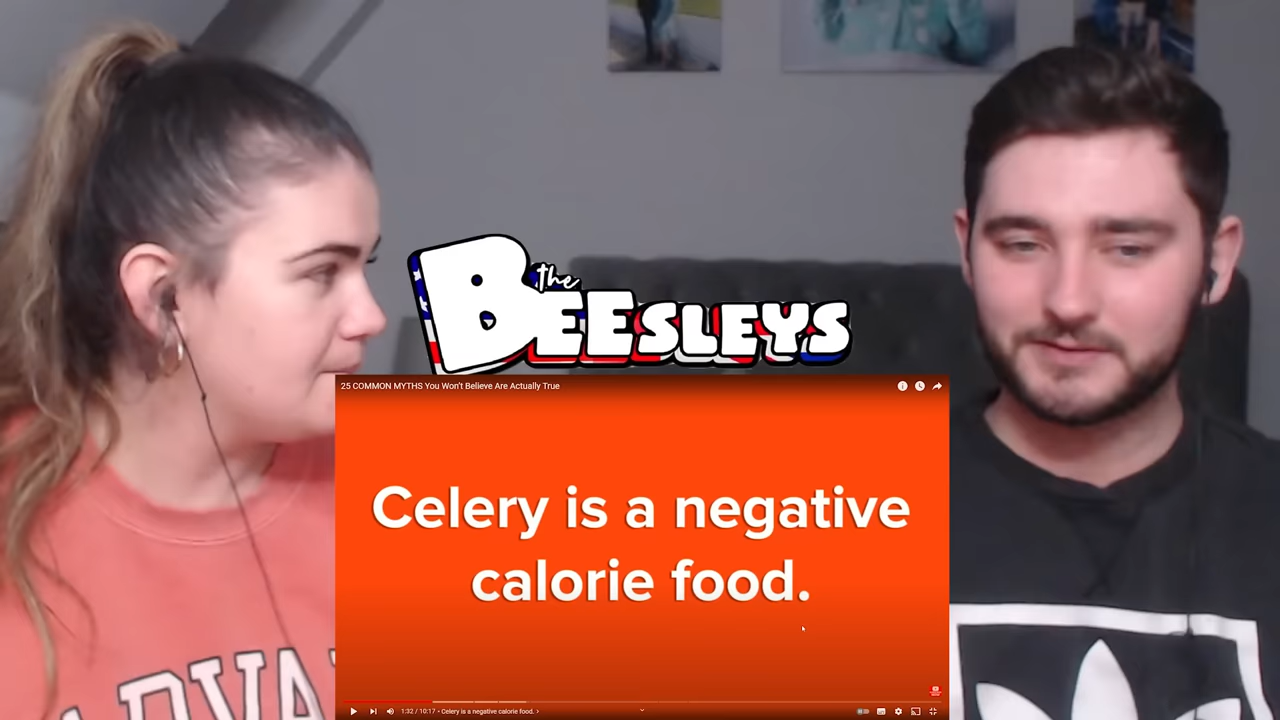 the
BEESLEYS
25 COMMON MYTHS You Won't Believe Are Actually True
Celery is a negative
calorie food.
1:32 / 10:17 • Celery is a negative calorie food. ›